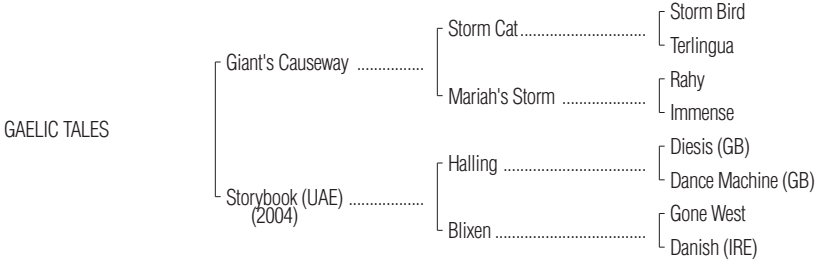 Storm Bird
Storm Cat..............................
Terlingua
Giant's Causeway ................
Rahy
Mariah's Storm ....................
Immense
GAELIC TALES
Diesis (GB)
Halling ..................................
Dance Machine (GB)
Storybook (UAE) ..................
(2004)
Gone West
Blixen ....................................
Danish (IRE)